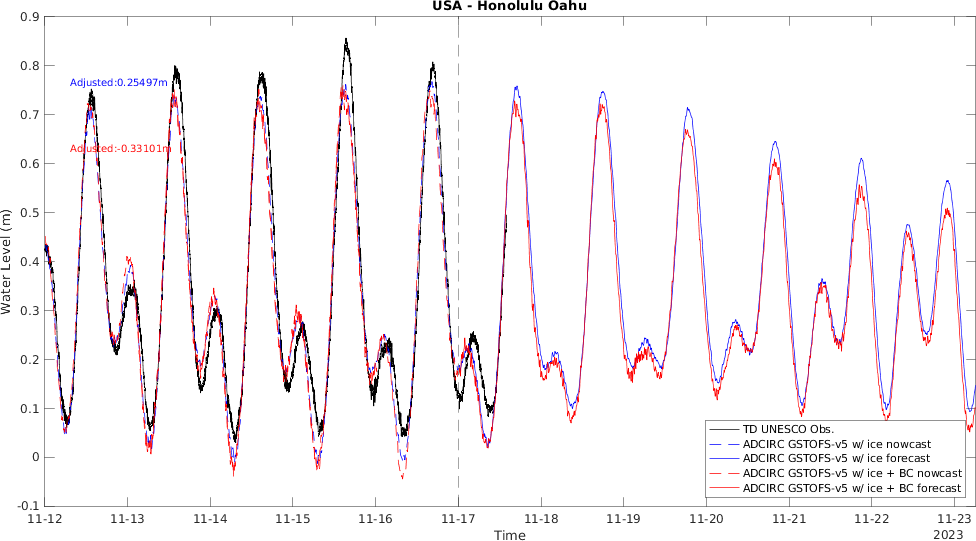 USA - Honolulu Oahu
0.9
0.8
0.7
0.6
0.5
0.4
0.3
0.2
0.1
0
-0.1
Water Level (m)
Adjusted:0.25497m
Adjusted:-0.33101m
TD UNESCO Obs.
ADCIRC GSTOFS-v5 w/ ice nowcast
ADCIRC GSTOFS-v5 w/ ice forecast
ADCIRC GSTOFS-v5 w/ ice + BC nowcast
ADCIRC GSTOFS-v5 w/ ice + BC forecast
11-12 11-13 11-14 11-15 11-16 11-17 11-18 11-19 11-20 11-21 11-22 11-23
Time
2023